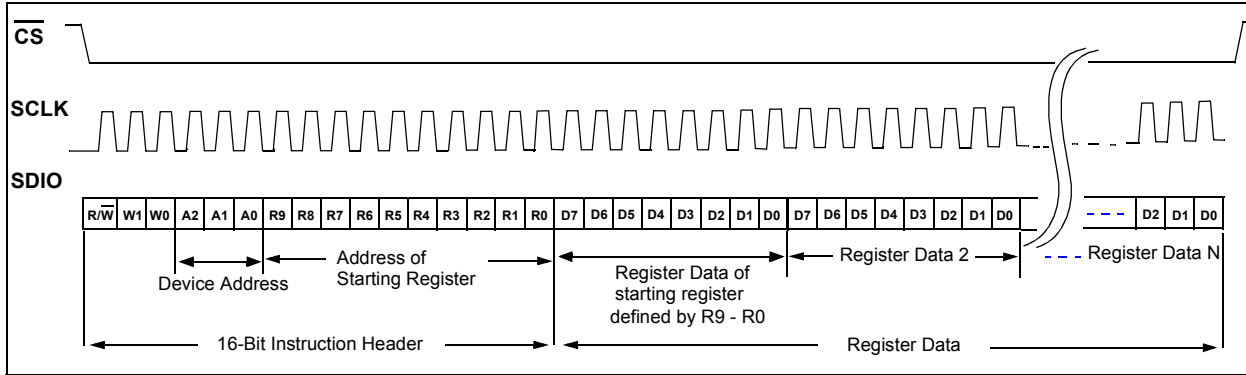 CS
SCLK
SDIO
R/W W1 W0 A2 A1 A0 R9 R8 R7 R6 R5 R4 R3 R2 R1 R0 D7 D6 D5 D4 D3 D2 D1 D0 D7 D6 D5 D4 D3 D2 D1 D0 D2 D1 D0
Device Address
Address of
Starting Register
Register Data of
starting register
defined by R9 - R0
Register Data 2
Register Data N
16-Bit Instruction Header
Register Data